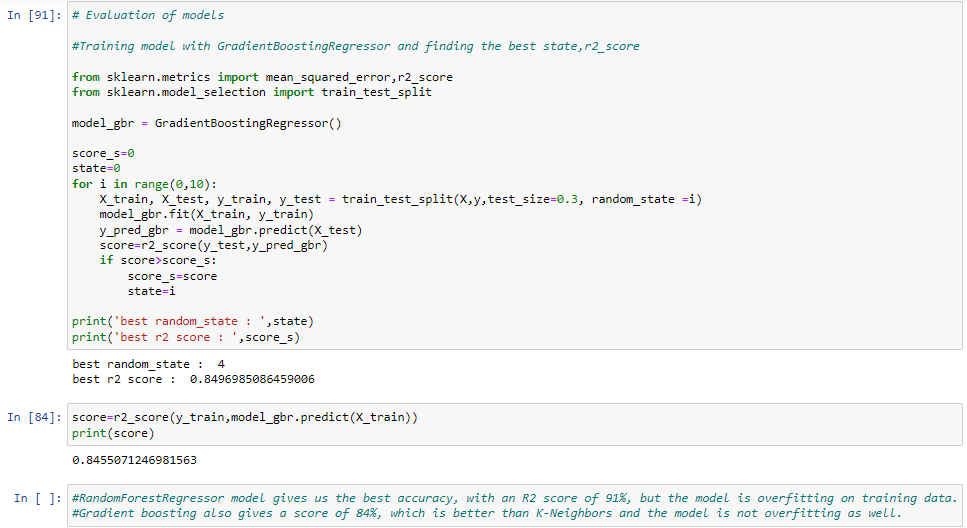 In [91]: # Evaluation of models
#Training model with GradientBoostingRegressor and finding the best state,r2_score
from sklearn.metrics import mean_squared_error,r2_score
from sklearn.model_selection import train_test_split
model_gbr = GradientBoostingRegressor()
score_s=0
state=0
for i in range(0,10):
    X_train, X_test, y_train, y_test = train_test_split(X,y,test_size=0.3, random_state =i)
    model_gbr.fit(X_train, y_train)
    y_pred_gbr = model_gbr.predict(X_test)
    score=r2_score(y_test,y_pred_gbr)
    if score>score_s:
        score_s=score
        state=i
print('best random_state : ',state)
print('best r2 score : ',score_s)
best random_state :  4
best r2 score :  0.8496985086459006
In [84]: score=r2_score(y_train,model_gbr.predict(X_train))
print(score)
0.8455071246981563
In [ ]: #RandomForestRegressor model gives us the best accuracy, with an R2 score of 91%, but the model is overfitting on training data.
#Gradient boosting also gives a score of 84%, which is better than K-Neighbors and the model is not overfitting as well.